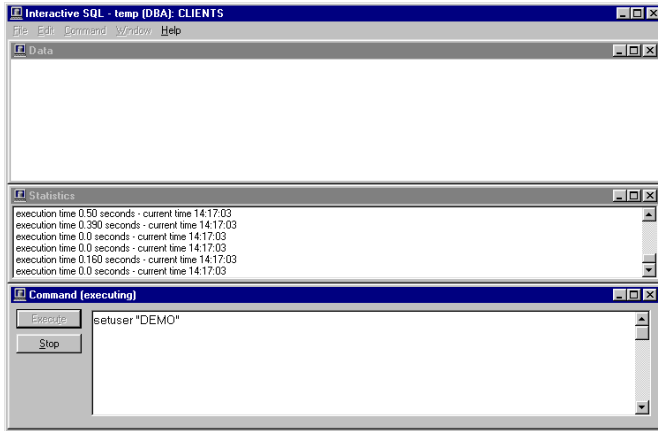 Interactive SQL - temp (DBA): CLIENTS
File Edit Command Window Help
Data
Statistics
execution time 0.50 seconds - current time 14:17:03
execution time 0.390 seconds - current time 14:17:03
execution time 0.0 seconds - current time 14:17:03
execution time 0.0 seconds - current time 14:17:03
execution time 0.160 seconds - current time 14:17:03
execution time 0.0 seconds - current time 14:17:03
Command (executing)
Execute
setuser "DEMO"
Stop